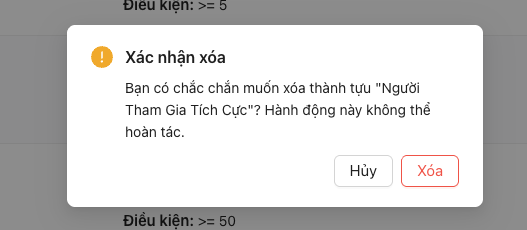 Điều kiện: >= 5
Xác nhận xóa
Bạn có chắc chắn muốn xóa thành tựu "Người
Tham Gia Tích Cực"? Hành động này không thể
hoàn tác.
Hủy
Xóa
Điều kiện: >= 50